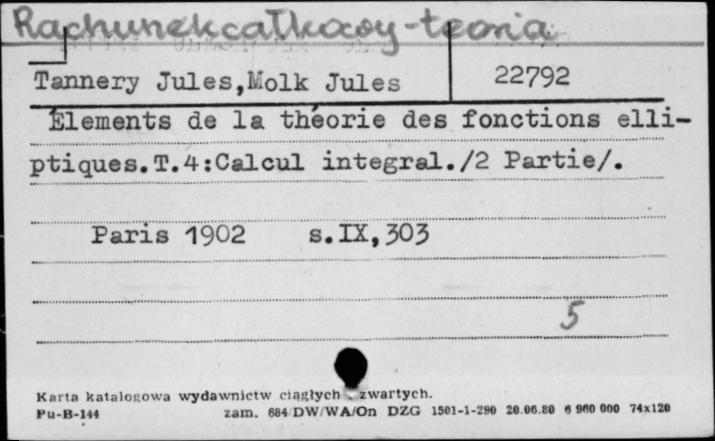 Rachunek całkowy - teoria
Tannery Jules,Molk Jules 22792
Élements de la théorie des fonctions elli-
ptiques.T.4:Calcul integral./2 Partie/.
Paris 1902 s.IX,303
5
Karta katalogowa wydawnictw ciągłych zwartych.
Pu-B-144 zam. 684/DW/WA/On DZG 1501-1-290 20.06.80 6 960 000 74x120